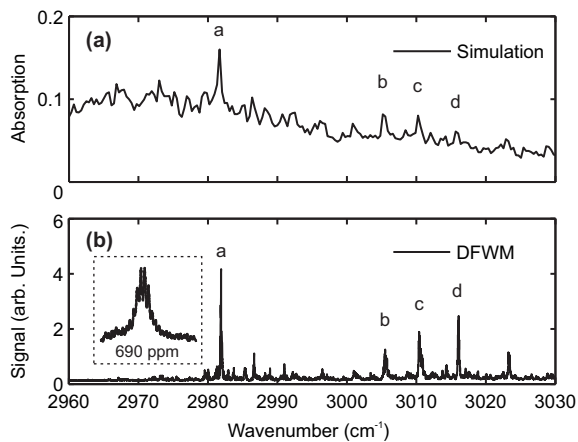 0.2
a
(a)
Simulation
b
c
d
0.1
Absorption
0
6
(b)
a
DFWM
4
d
c
b
2
690 ppm
Signal (arb. Units.)
0
2960 2970 2980 2990 3000 3010 3020 3030
Wavenumber (cm⁻¹)